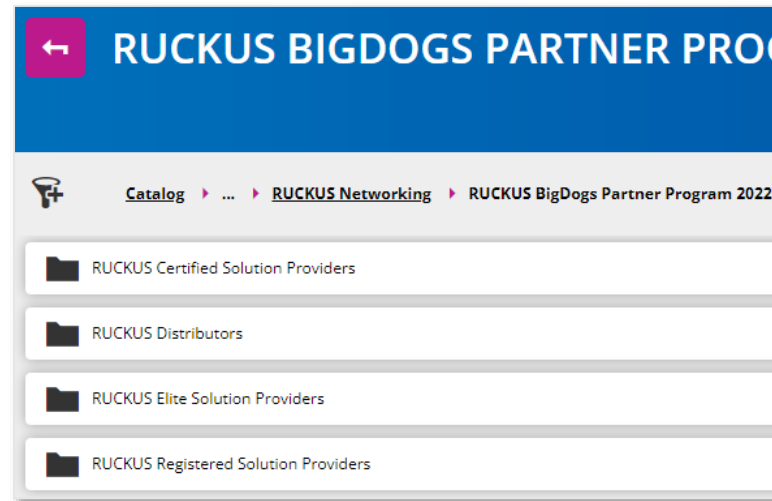 RUCKUS BIGDOGS PARTNER PRO
Catalog ... RUCKUS Networking RUCKUS BigDogs Partner Program 2022
RUCKUS Certified Solution Providers
RUCKUS Distributors
RUCKUS Elite Solution Providers
RUCKUS Registered Solution Providers